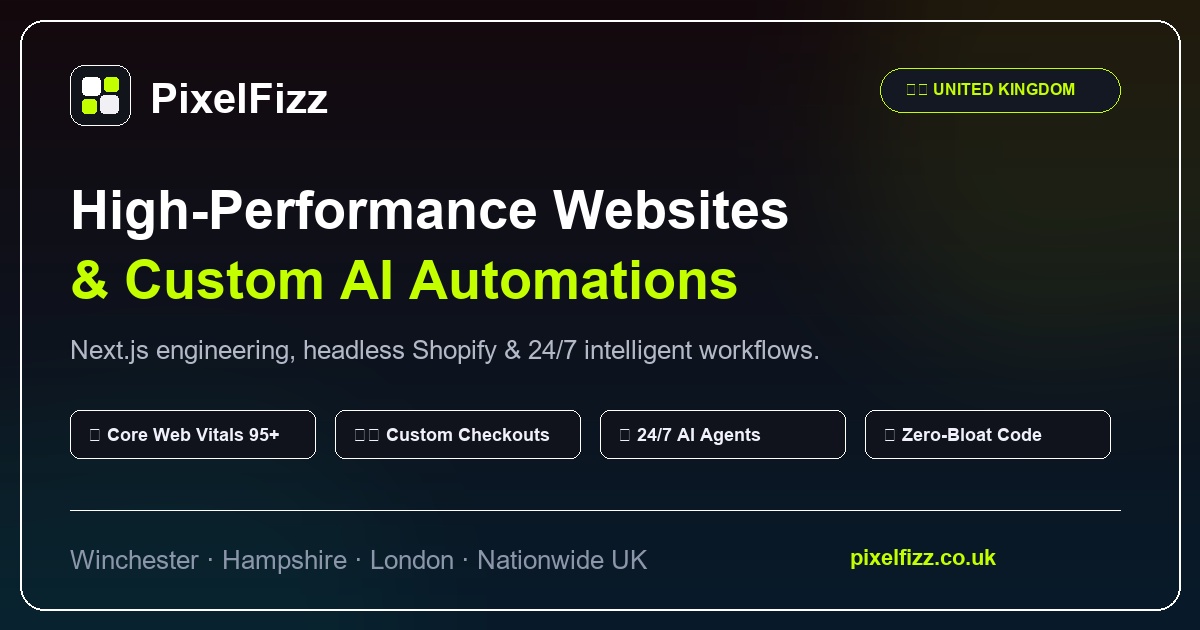 PixelFizz
UNITED KINGDOM
High-Performance Websites
& Custom AI Automations
Next.js engineering, headless Shopify & 24/7 intelligent workflows.
Core Web Vitals 95+
Custom Checkouts
24/7 AI Agents
Zero-Bloat Code
Winchester · Hampshire · London · Nationwide UK
pixelfizz.co.uk